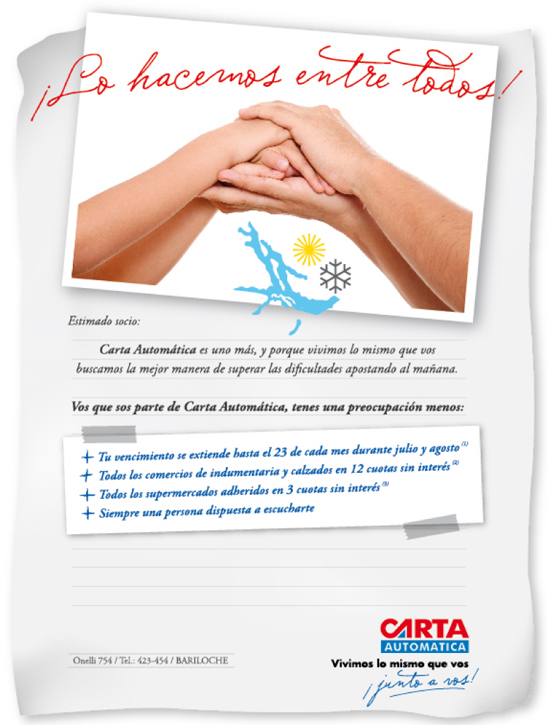 ¡Lo hacemos entre todos!
Estimado socio:
Carta Automática es uno más, y porque vivimos lo mismo que vos
buscamos la mejor manera de superar las dificultades apostando al mañana.
Vos que sos parte de Carta Automática, tenes una preocupación menos:
+ Tu vencimiento se extiende hasta el 23 de cada mes durante julio y agosto (1)
+ Todos los comercios de indumentaria y calzados en 12 cuotas sin interés (2)
+ Todos los supermercados adheridos en 3 cuotas sin interés (3)
+ Siempre una persona dispuesta a escucharte
CARTA
AUTOMATICA
Onelli 754 / Tel.: 423-454 / BARILOCHE
Vivimos lo mismo que vos
¡junto a vos!